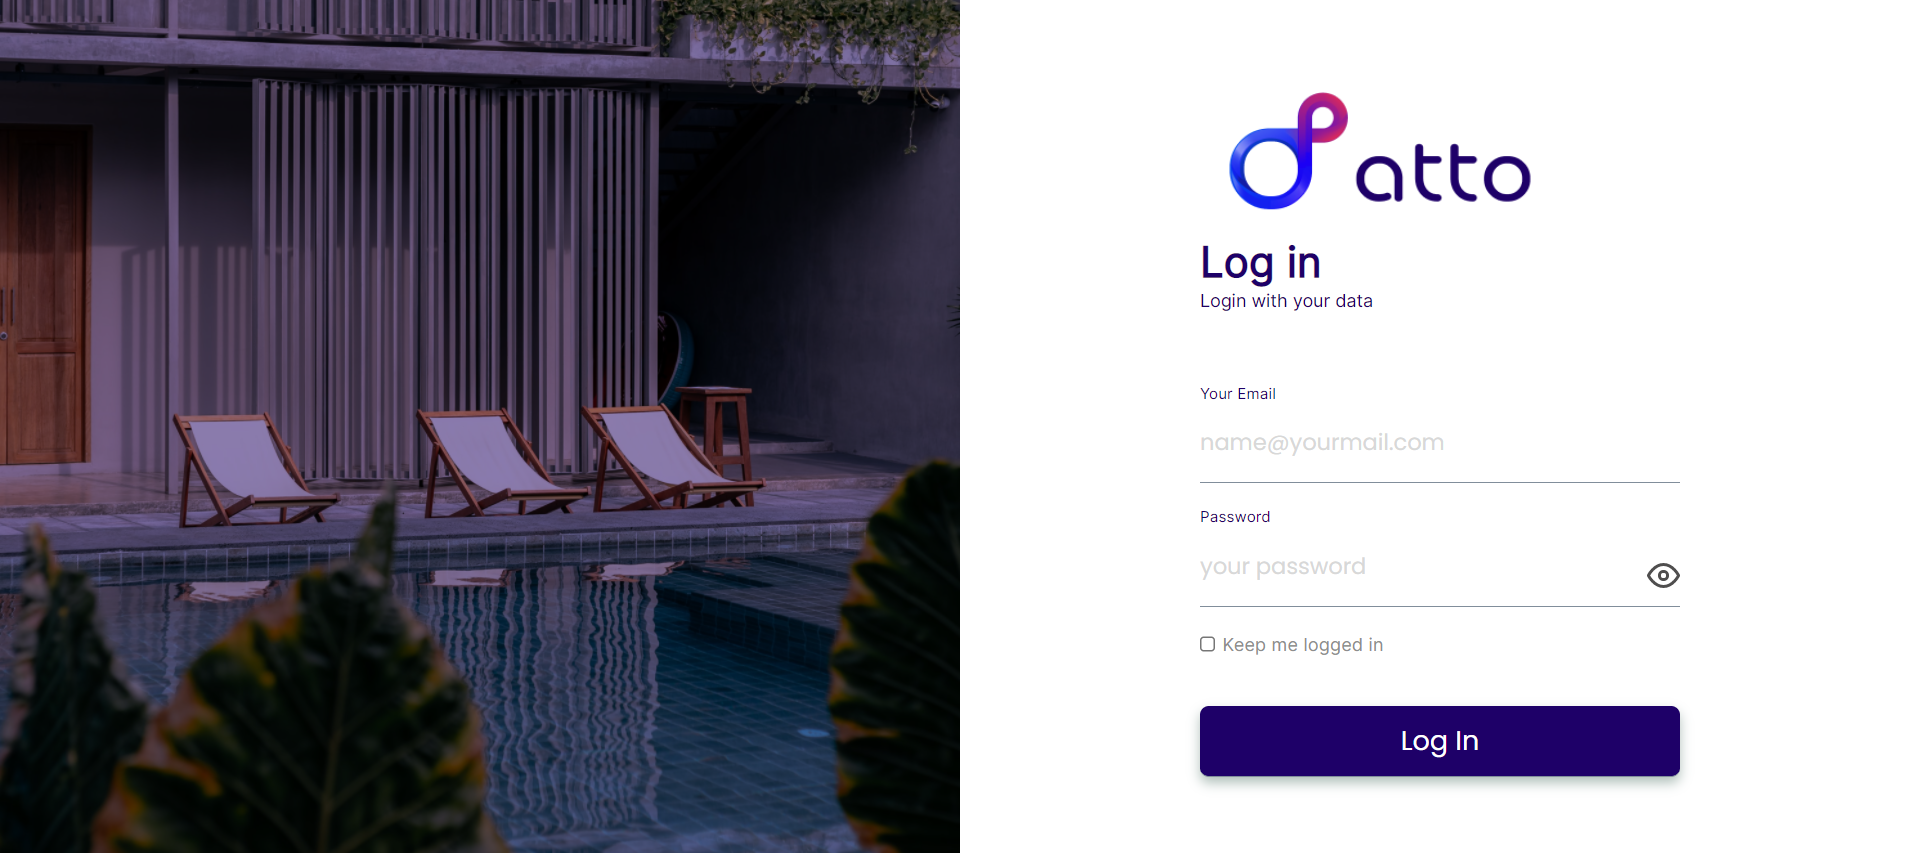 atto
Log in
Login with your data
Your Email
name@yourmail.com
Password
your password
Keep me logged in
Log In